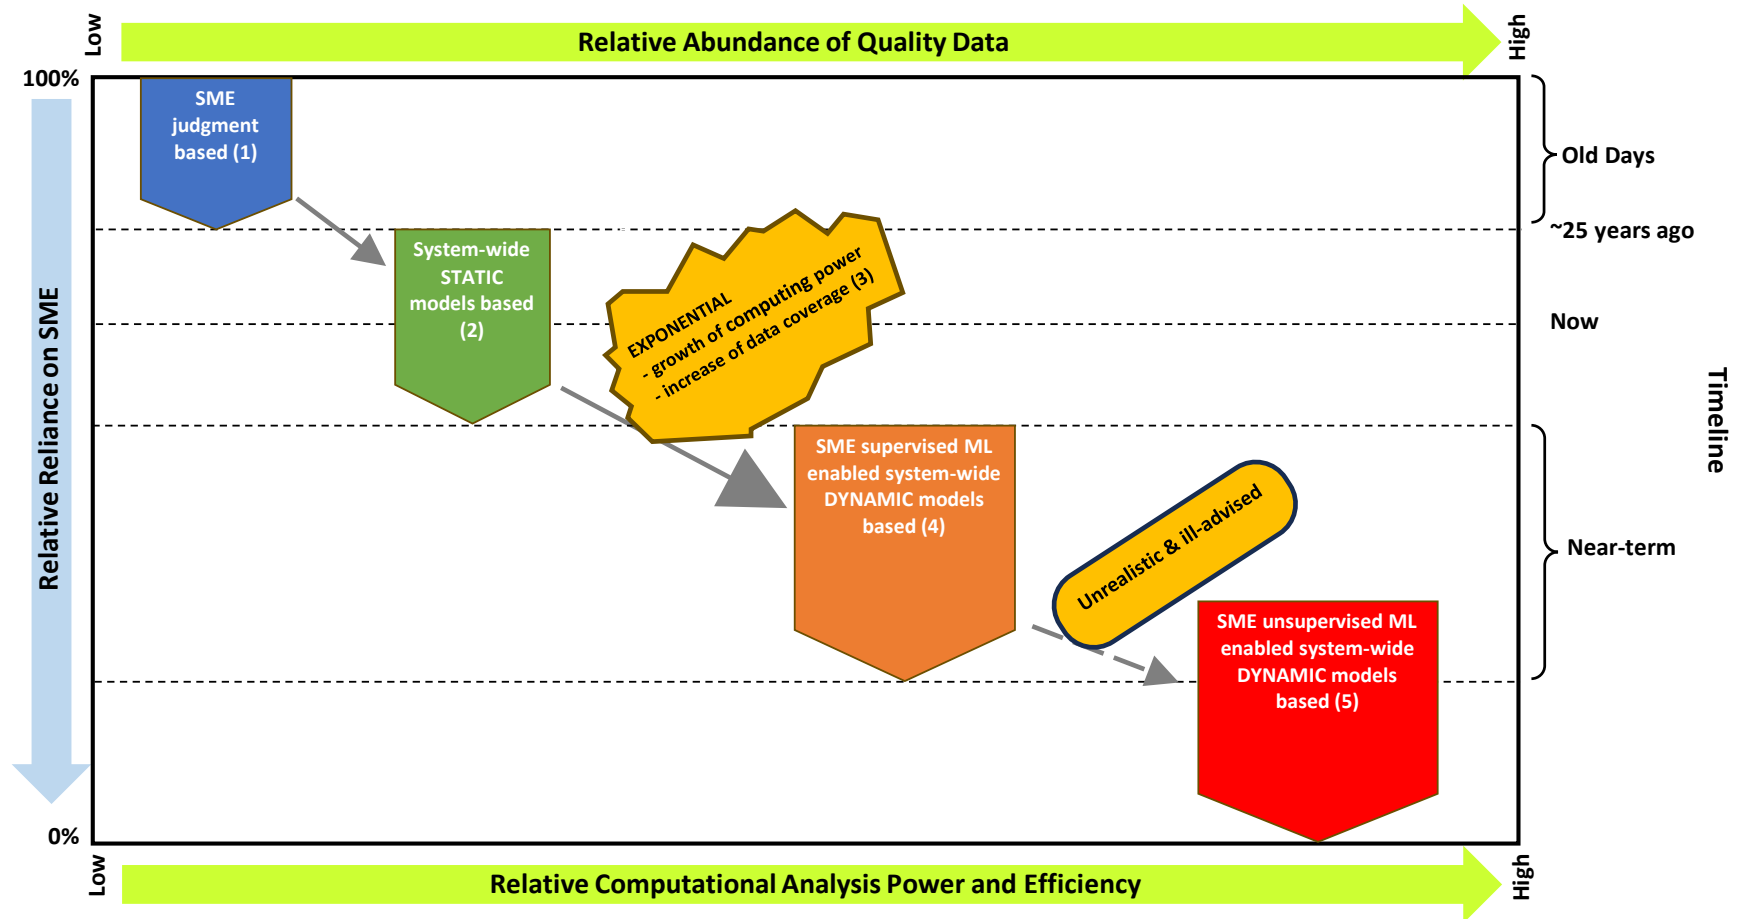 Low
Relative Abundance of Quality Data
High
100%
SME
judgment
based (1)
Old Days
~25 years ago
System-wide
STATIC
models based
(2)
EXPONENTIAL
- growth of computing power
- increase of data coverage (3)
Now
Relative Reliance on SME
Timeline
SME supervised ML
enabled system-wide
DYNAMIC models
based (4)
Unrealistic & ill-advised
Near-term
SME unsupervised ML
enabled system-wide
DYNAMIC models
based (5)
0%
Low
Relative Computational Analysis Power and Efficiency
High